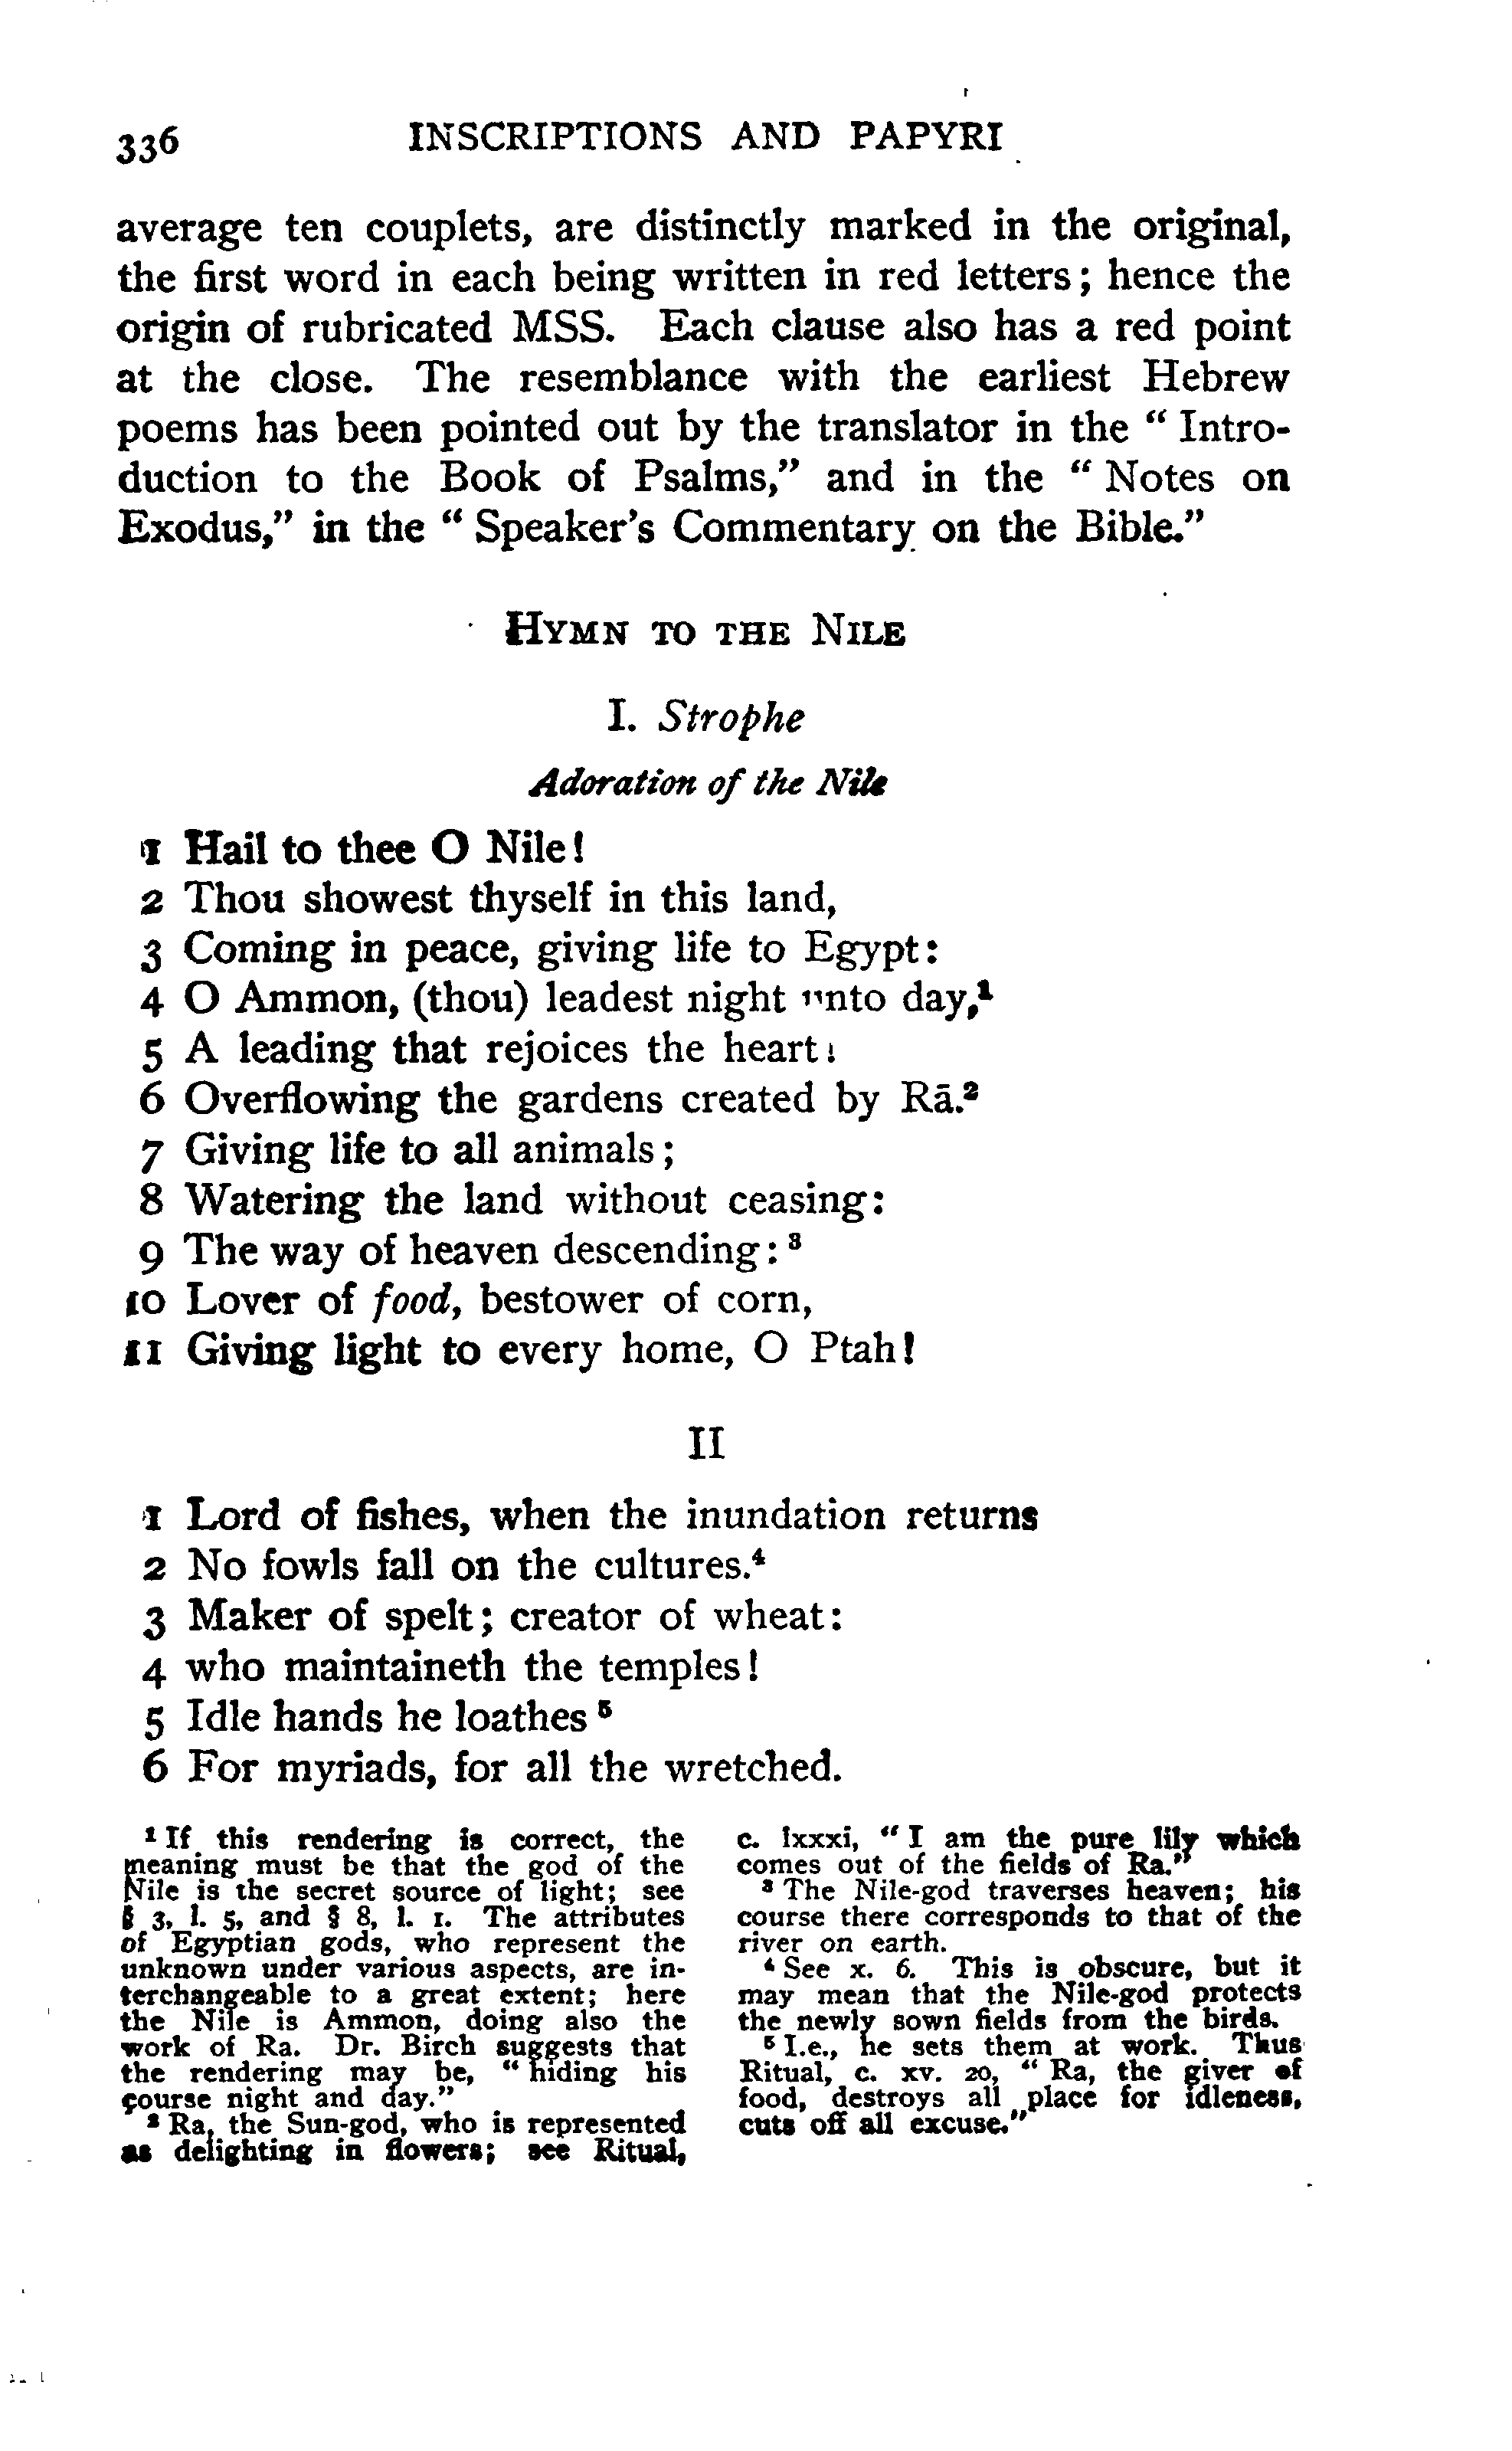 336 INSCRIPTIONS AND PAPYRI
average ten couplets, are distinctly marked in the original,
the first word in each being written in red letters; hence the
origin of rubricated MSS. Each clause also has a red point
at the close. The resemblance with the earliest Hebrew
poems has been pointed out by the translator in the “ Intro-
duction to the Book of Psalms,” and in the “ Notes on
Exodus,” in the “ Speaker’s Commentary on the Bible.”
HYMN TO THE NILE
I. Strophe
Adoration of the Nile
1 Hail to thee O Nile!
2 Thou showest thyself in this land,
3 Coming in peace, giving life to Egypt:
4 O Ammon, (thou) leadest night unto day,¹
5 A leading that rejoices the heart!
6 Overflowing the gardens created by Rā.²
7 Giving life to all animals;
8 Watering the land without ceasing:
9 The way of heaven descending: ³
10 Lover of food, bestower of corn,
11 Giving light to every home, O Ptah!
II
1 Lord of fishes, when the inundation returns
2 No fowls fall on the cultures.⁴
3 Maker of spelt; creator of wheat:
4 who maintaineth the temples!
5 Idle hands he loathes ⁵
6 For myriads, for all the wretched.
¹ If this rendering is correct, the
meaning must be that the god of the
Nile is the secret source of light; see
§ 3, l. 5, and § 8, l. 1. The attributes
of Egyptian gods, who represent the
unknown under various aspects, are in-
terchangeable to a great extent; here
the Nile is Ammon, doing also the
work of Ra. Dr. Birch suggests that
the rendering may be, “ hiding his
course night and day.”
² Ra, the Sun-god, who is represented
as delighting in flowers; see Ritual,
c. lxxxi, “ I am the pure lily which
comes out of the fields of Ra.”
³ The Nile-god traverses heaven; his
course there corresponds to that of the
river on earth.
⁴ See x. 6. This is obscure, but it
may mean that the Nile-god protects
the newly sown fields from the birds.
⁵ I.e., he sets them at work. Thus
Ritual, c. xv. 20, “ Ra, the giver of
food, destroys all place for idleness,
cuts off all excuse.”